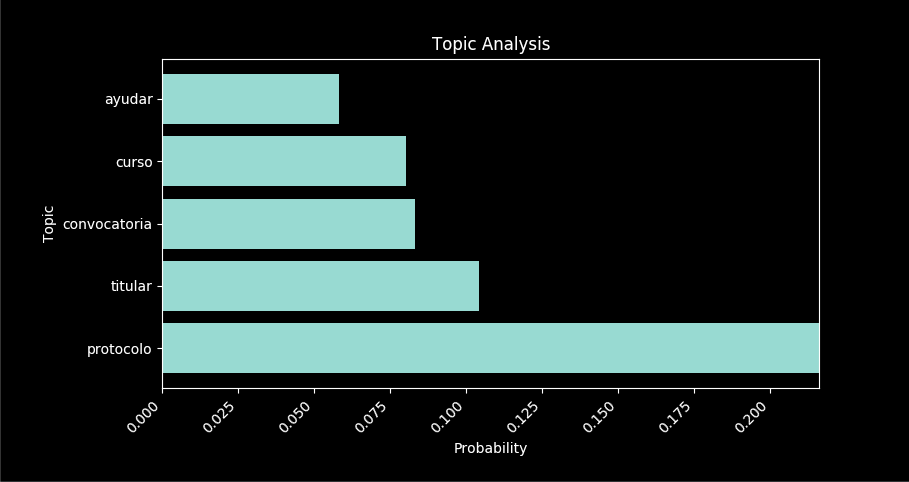 Topic Analysis
ayudar
curso
convocatoria
titular
protocolo
Topic
0.000
0.025
0.050
0.075
0.100
0.125
0.150
0.175
0.200
Probability